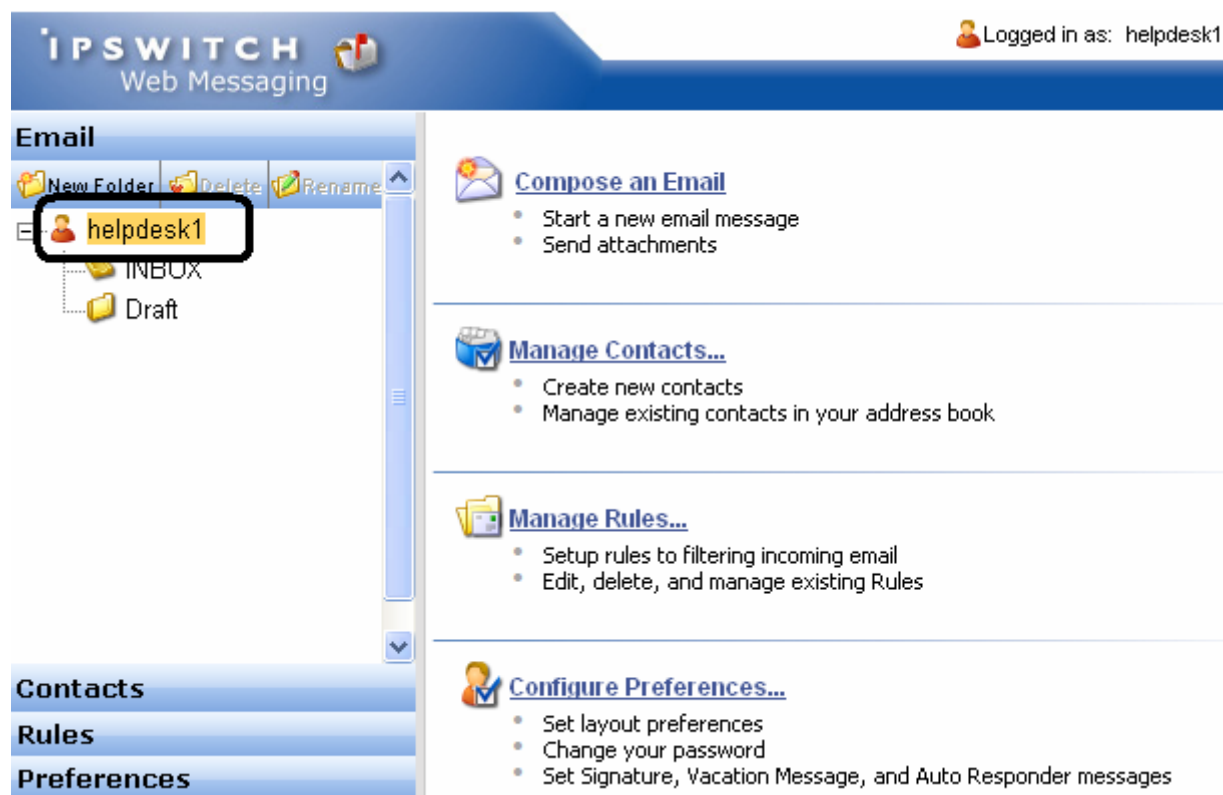 IPSWITCH
Web Messaging
Logged in as: helpdesk1
Email
New Folder Delete Rename
helpdesk1
INBOX
Draft
Contacts
Rules
Preferences
Compose an Email
Start a new email message
Send attachments
Manage Contacts...
Create new contacts
Manage existing contacts in your address book
Manage Rules...
Setup rules to filtering incoming email
Edit, delete, and manage existing Rules
Configure Preferences...
Set layout preferences
Change your password
Set Signature, Vacation Message, and Auto Responder messages